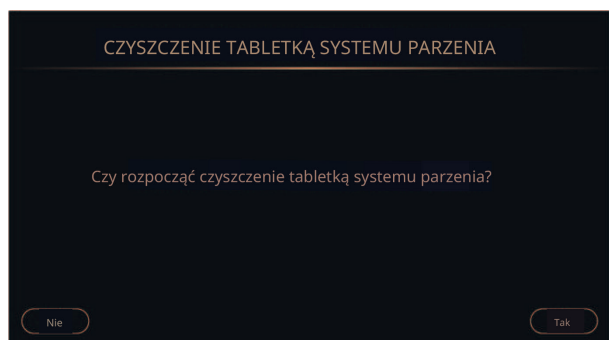 CZYSZCZENIE TABLETKĄ SYSTEMU PARZENIA
Czy rozpocząć czyszczenie tabletką systemu parzenia?
Nie
Tak